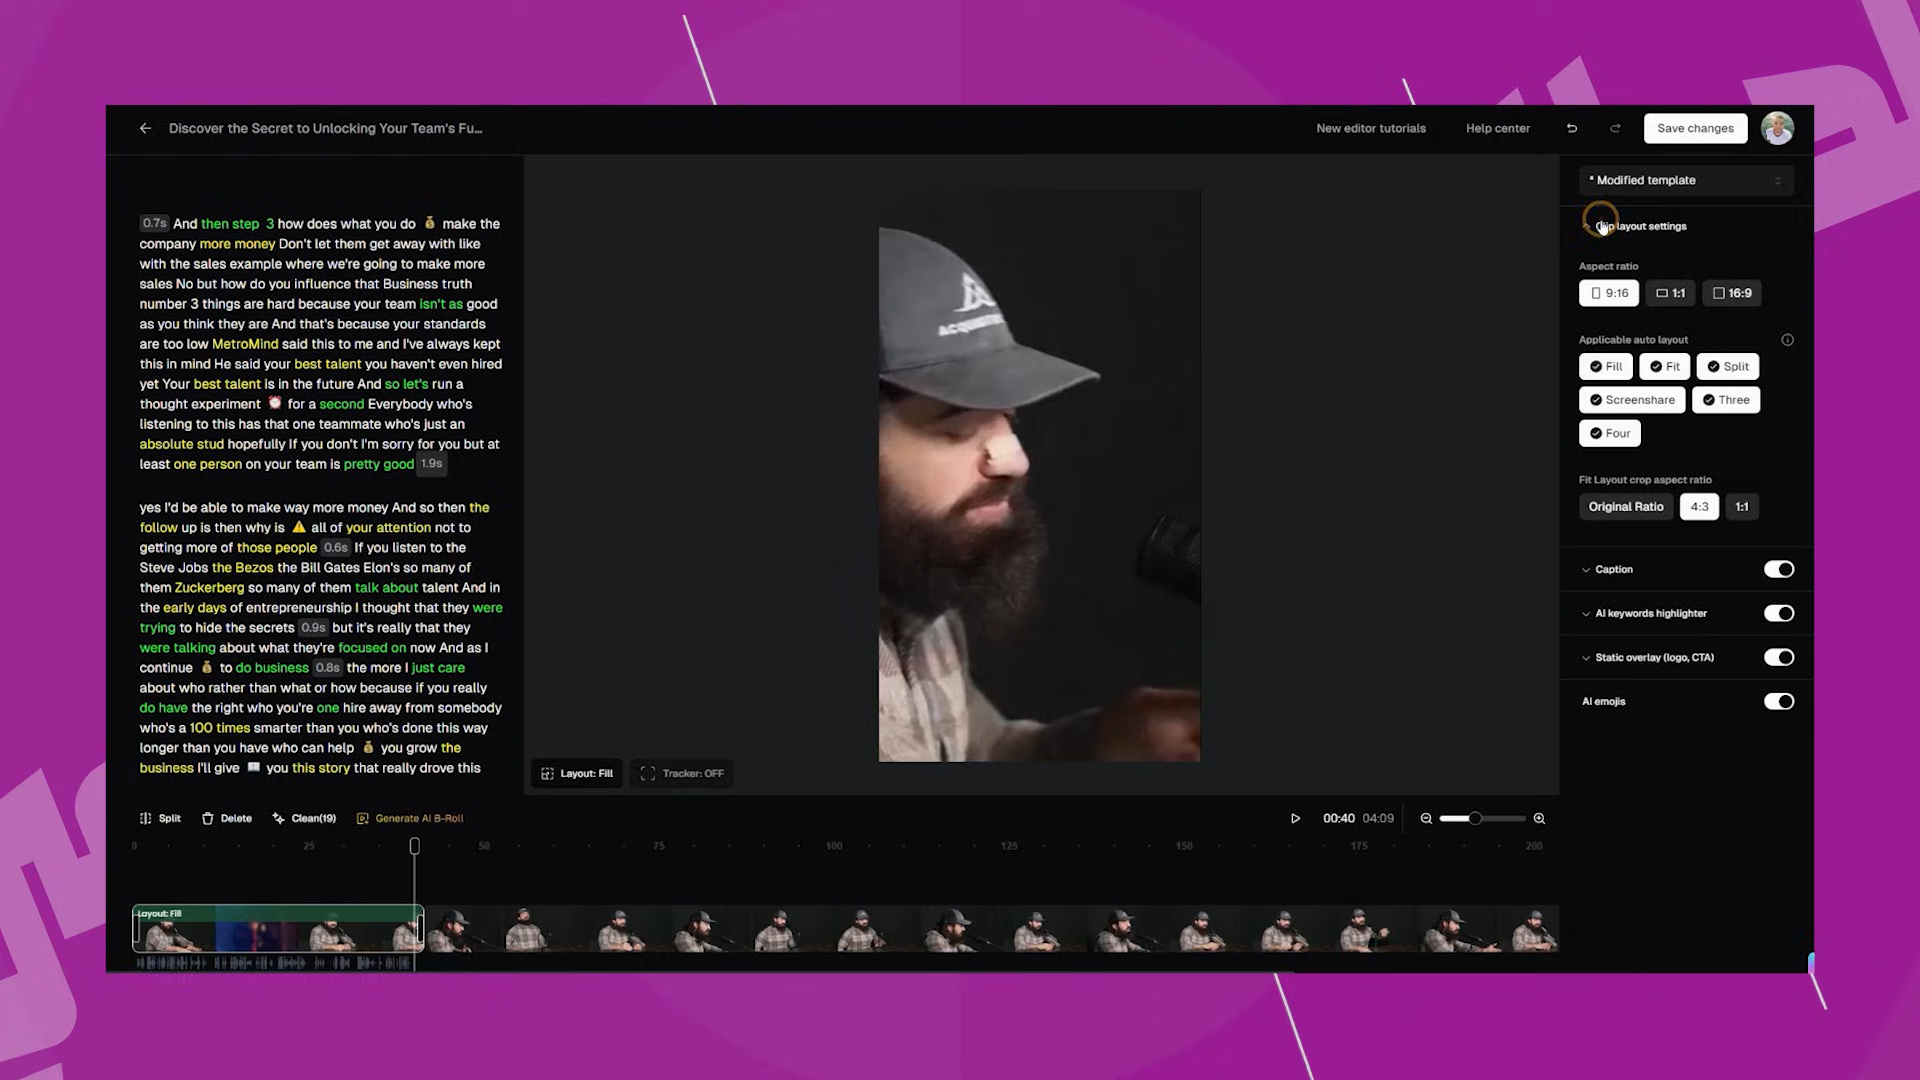 Discover the Secret to Unlocking Your Team's Fu...
New editor tutorials
Help center
Save changes
0.7s And then step 3 how does what you do 💰 make the
company more money Don't let them get away with like
with the sales example where we're going to make more
sales No but how do you influence that Business truth
number 3 things are hard because your team isn't as good
as you think they are And that's because your standards
are too low MetroMind said this to me and I've always kept
this in mind He said your best talent you haven't even hired
yet Your best talent is in the future And so let's run a
thought experiment ⏰ for a second Everybody who's
listening to this has that one teammate who's just an
absolute stud hopefully If you don't I'm sorry for you but at
least one person on your team is pretty good 1.9s
yes I'd be able to make way more money And so then the
follow up is then why is ⚠️ all of your attention not to
getting more of those people 0.6s If you listen to the
Steve Jobs the Bezos the Bill Gates Elon's so many of
them Zuckerberg so many of them talk about talent And in
the early days of entrepreneurship I thought that they were
trying to hide the secrets 0.9s but it's really that they
were talking about what they're focused on now And as I
continue 💰 to do business 0.8s the more I just care
about who rather than what or how because if you really
do have the right who you're one hire away from somebody
who's a 100 times smarter than you who's done this way
longer than you have who can help 💰 you grow the
business I'll give 📖 you this story that really drove this
Layout: Fill
Tracker: OFF
* Modified template
layout settings
Aspect ratio
9:16
1:1
16:9
Applicable auto layout
Fill
Fit
Split
Screenshare
Three
Four
Fit Layout crop aspect ratio
Original Ratio
4:3
1:1
Caption
AI keywords highlighter
Static overlay (logo, CTA)
AI emojis
Split
Delete
Clean(19)
Generate AI B-Roll
00:40 04:09
0 25 50 75 100 125 150 175 200
Layout: Fill